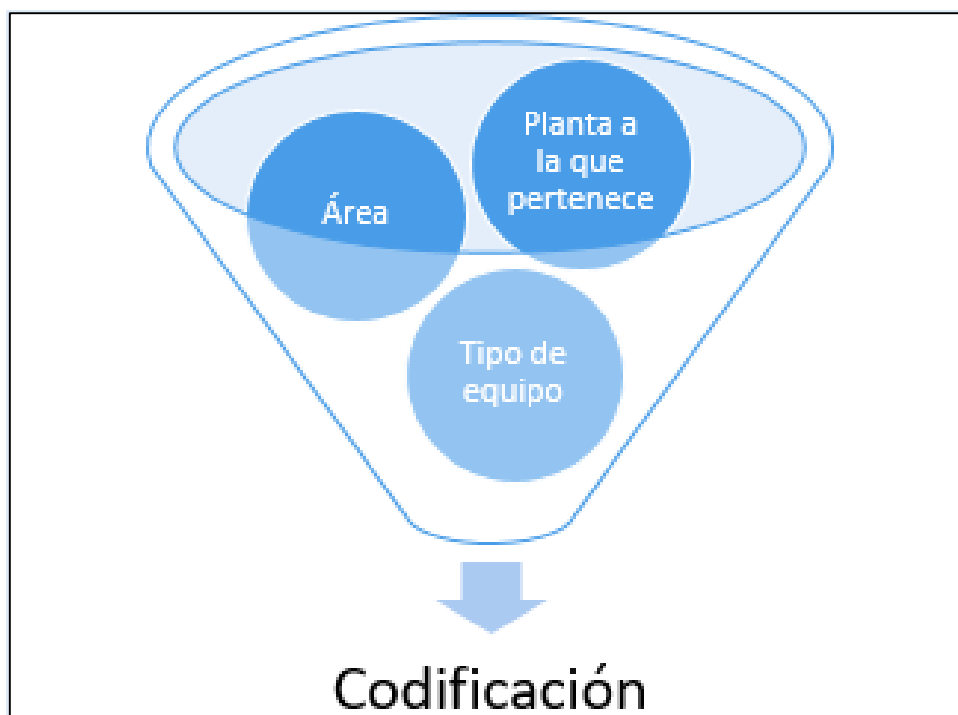 Planta a
la que
pertenece
Área
Tipo de
equipo
Codificación